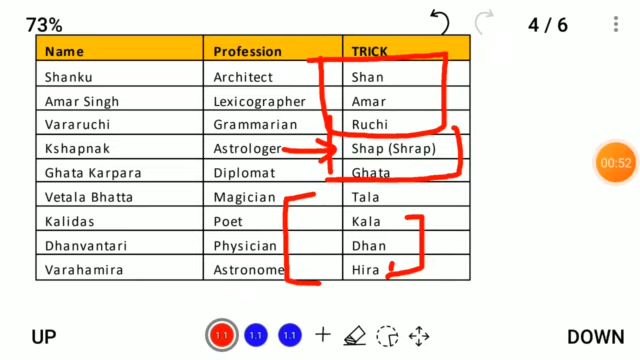 73% 4 / 6
Name Profession TRICK
Shanku Architect Shan
Amar Singh Lexicographer Amar
Vararuchi Grammarian Ruchi
Kshapnak Astrologer Shap (Shrap)
Ghata Karpara Diplomat Ghata
Vetala Bhatta Magician Tala
Kalidas Poet Kala
Dhanvantari Physician Dhan
Varahamira Astronome Hira
00:52
UP 1.1 1.1 1.1 DOWN